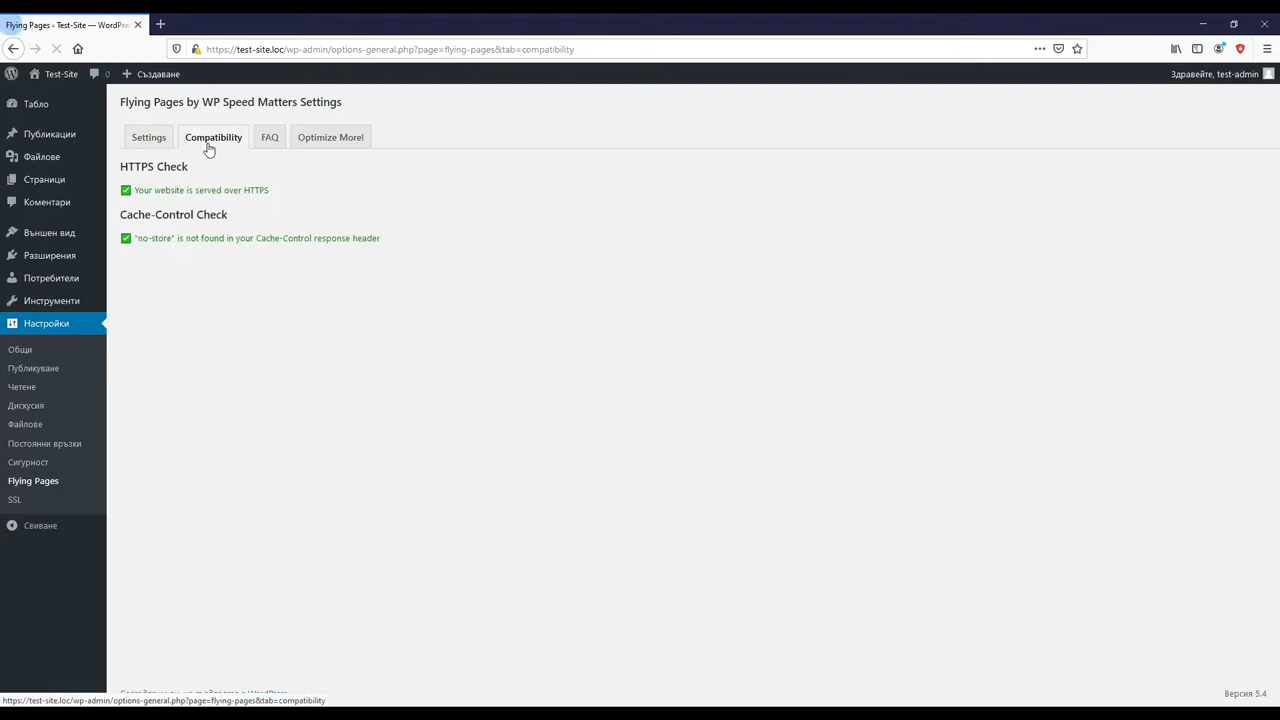 Flying Pages ‹ Test-Site — WordPre
https://test-site.loc/wp-admin/options-general.php?page=flying-pages&tab=compatibility
Test-Site
0
Създаване
Здравейте, test-admin
Табло
Публикации
Файлове
Страници
Коментари
Външен вид
Разширения
Потребители
Инструменти
Настройки
Общи
Публикуване
Четене
Дискусия
Файлове
Постоянни връзки
Сигурност
Flying Pages
SSL
Свиване
Flying Pages by WP Speed Matters Settings
Settings
Compatibility
FAQ
Optimize More!
HTTPS Check
Your website is served over HTTPS
Cache-Control Check
"no-store" is not found in your Cache-Control response header
WordPress
Версия 5.4
https://test-site.loc/wp-admin/options-general.php?page=flying-pages&tab=compatibility